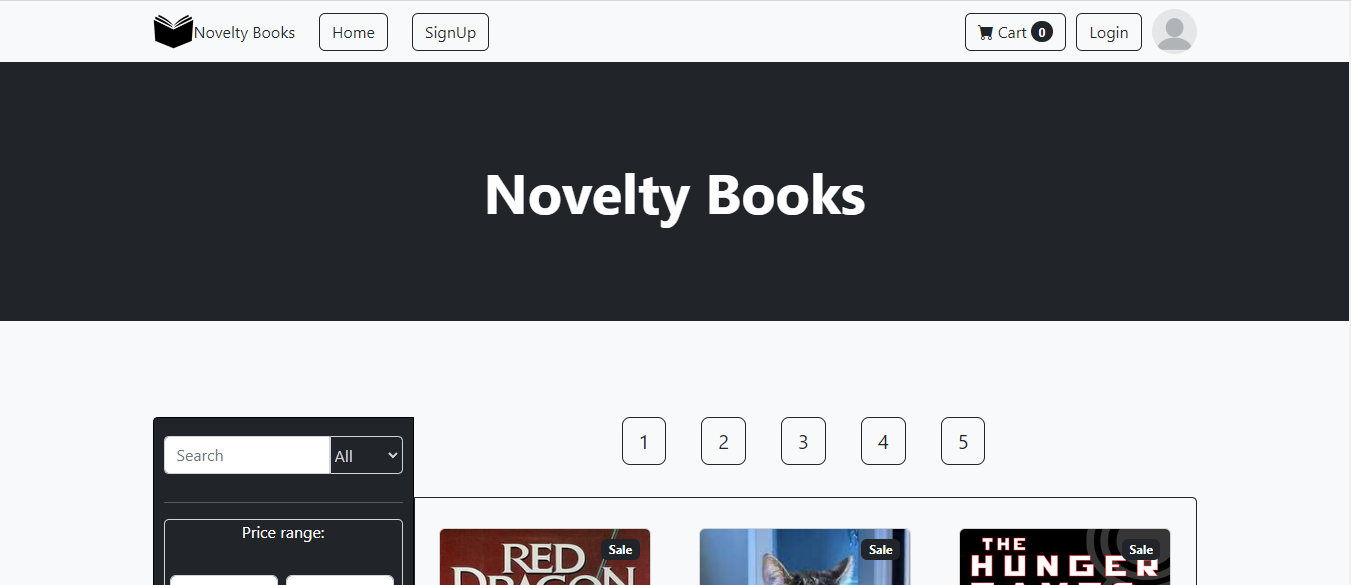 Novelty Books Home SignUp Cart 0 Login
Novelty Books
1 2 3 4 5
Search All
Price range:
RED Sale
DRAGON
Sale
THE Sale
HUNGER
GAMES